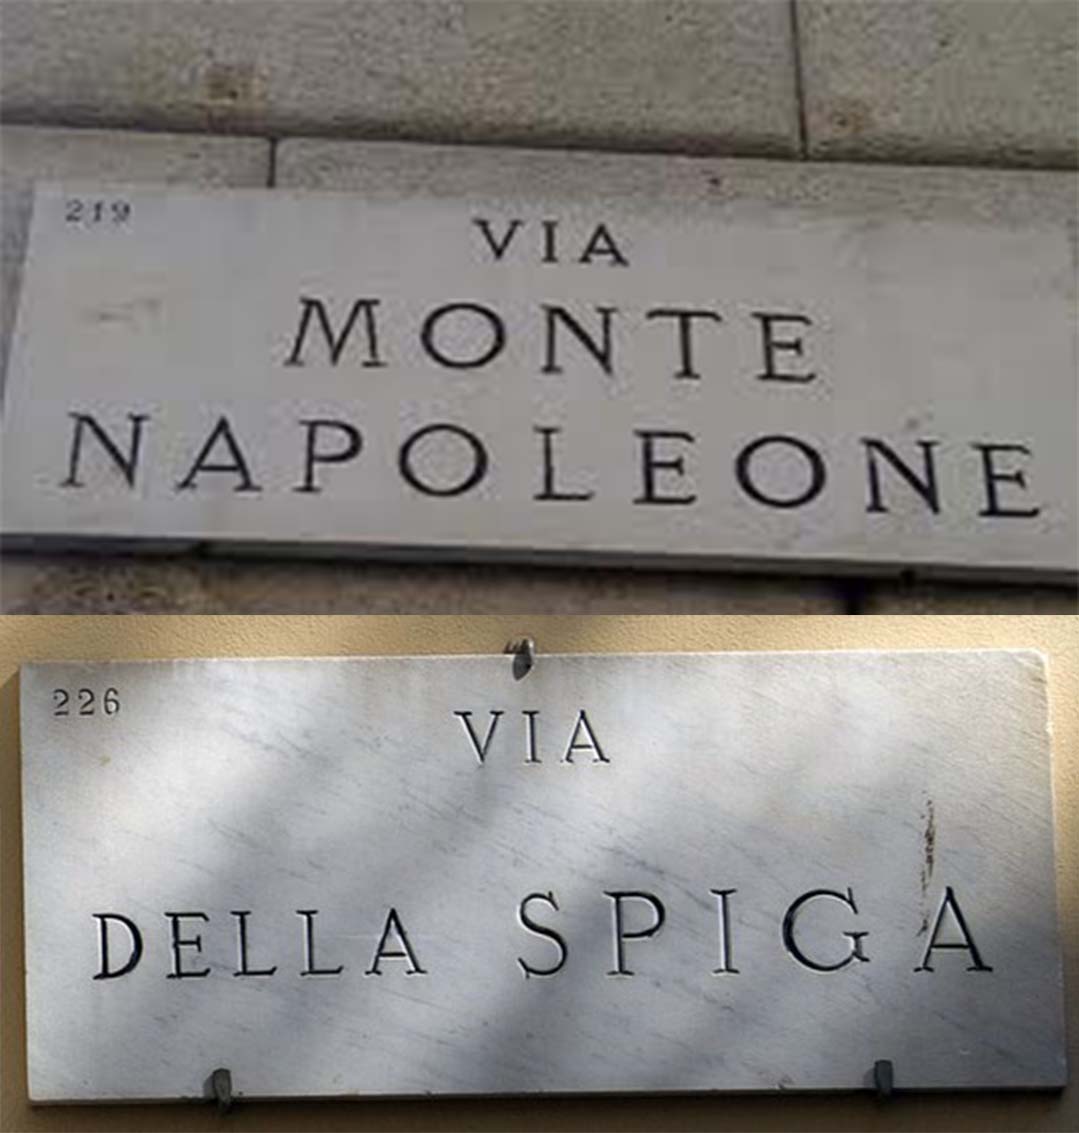 219
VIA
MONTE
NAPOLEONE
226
VIA
DELLA SPIGA